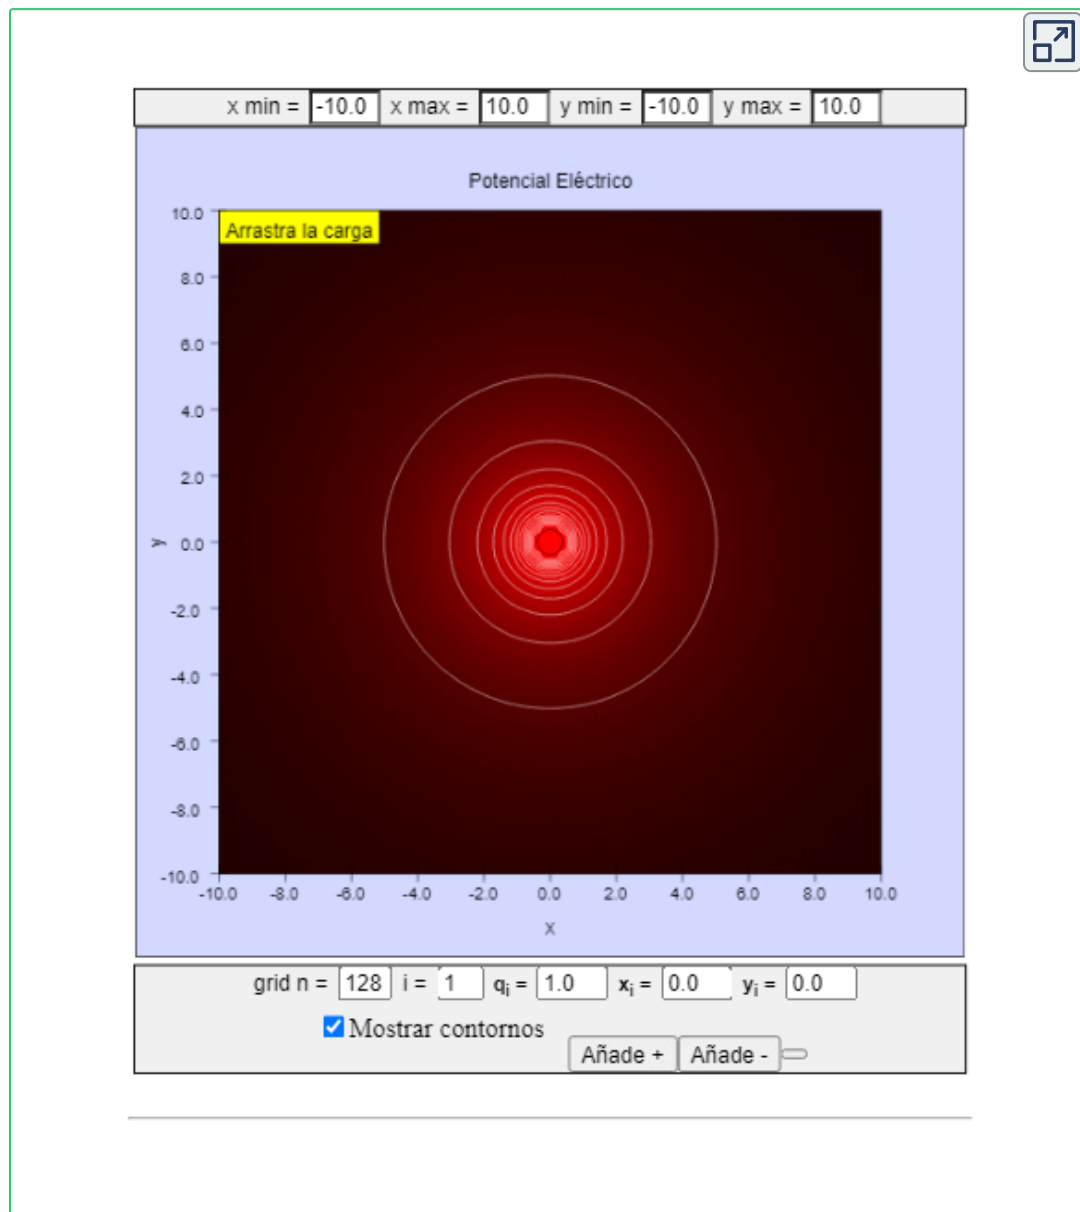 x min = -10.0 x max = 10.0 y min = -10.0 y max = 10.0
Potencial Eléctrico
10.0
Arrastra la carga
8.0
6.0
4.0
2.0
y
0.0
-2.0
-4.0
-6.0
-8.0
-10.0
-10.0 -8.0 -6.0 -4.0 -2.0 0.0 2.0 4.0 6.0 8.0 10.0
x
grid n = 128 i = 1 qi = 1.0 xi = 0.0 yi = 0.0
Mostrar contornos
Añade + Añade -